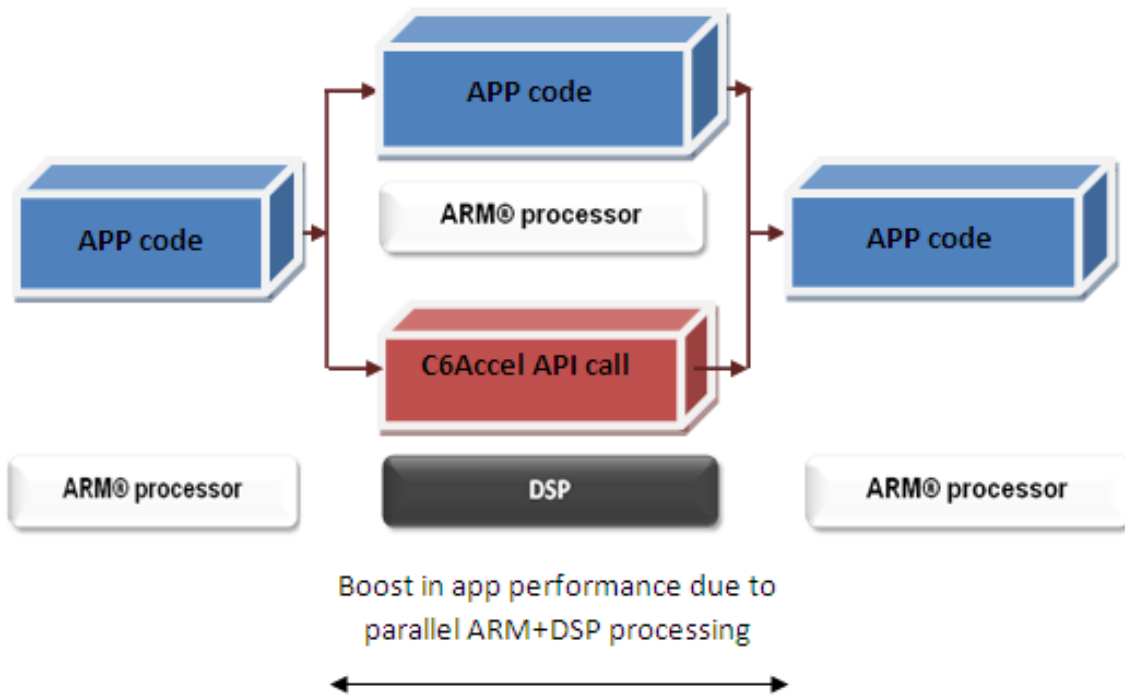 APP code
ARM® processor
APP code
ARM® processor
C6Accel API call
DSP
APP code
ARM® processor
Boost in app performance due to
parallel ARM+DSP processing